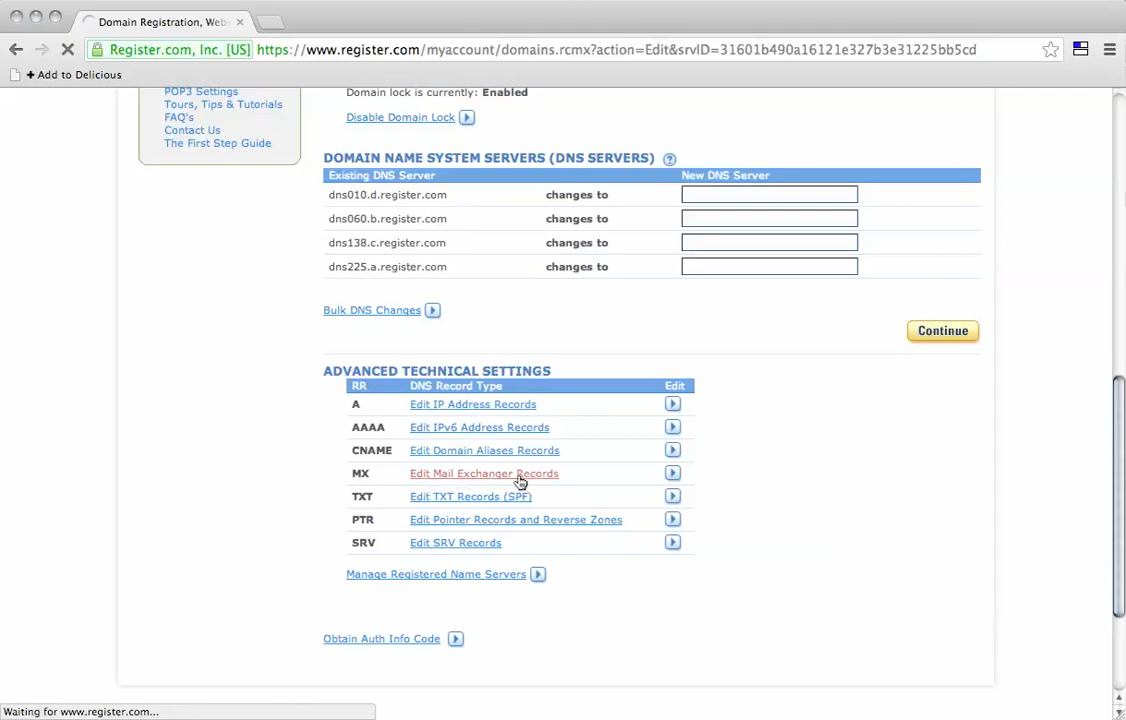 Domain Registration, Web
Register.com, Inc. [US] https://www.register.com/myaccount/domains.rcmx?action=Edit&srvID=31601b490a16121e327b3e31225bb5cd
+ Add to Delicious
POP3 Settings
Tours, Tips & Tutorials
FAQ's
Contact Us
The First Step Guide
Domain lock is currently: Enabled
Disable Domain Lock
DOMAIN NAME SYSTEM SERVERS (DNS SERVERS) ?
Existing DNS Server New DNS Server
dns010.d.register.com changes to
dns060.b.register.com changes to
dns138.c.register.com changes to
dns225.a.register.com changes to
Bulk DNS Changes
Continue
ADVANCED TECHNICAL SETTINGS
RR DNS Record Type Edit
A Edit IP Address Records
AAAA Edit IPv6 Address Records
CNAME Edit Domain Aliases Records
MX Edit Mail Exchanger Records
TXT Edit TXT Records (SPF)
PTR Edit Pointer Records and Reverse Zones
SRV Edit SRV Records
Manage Registered Name Servers
Obtain Auth Info Code
Waiting for www.register.com...